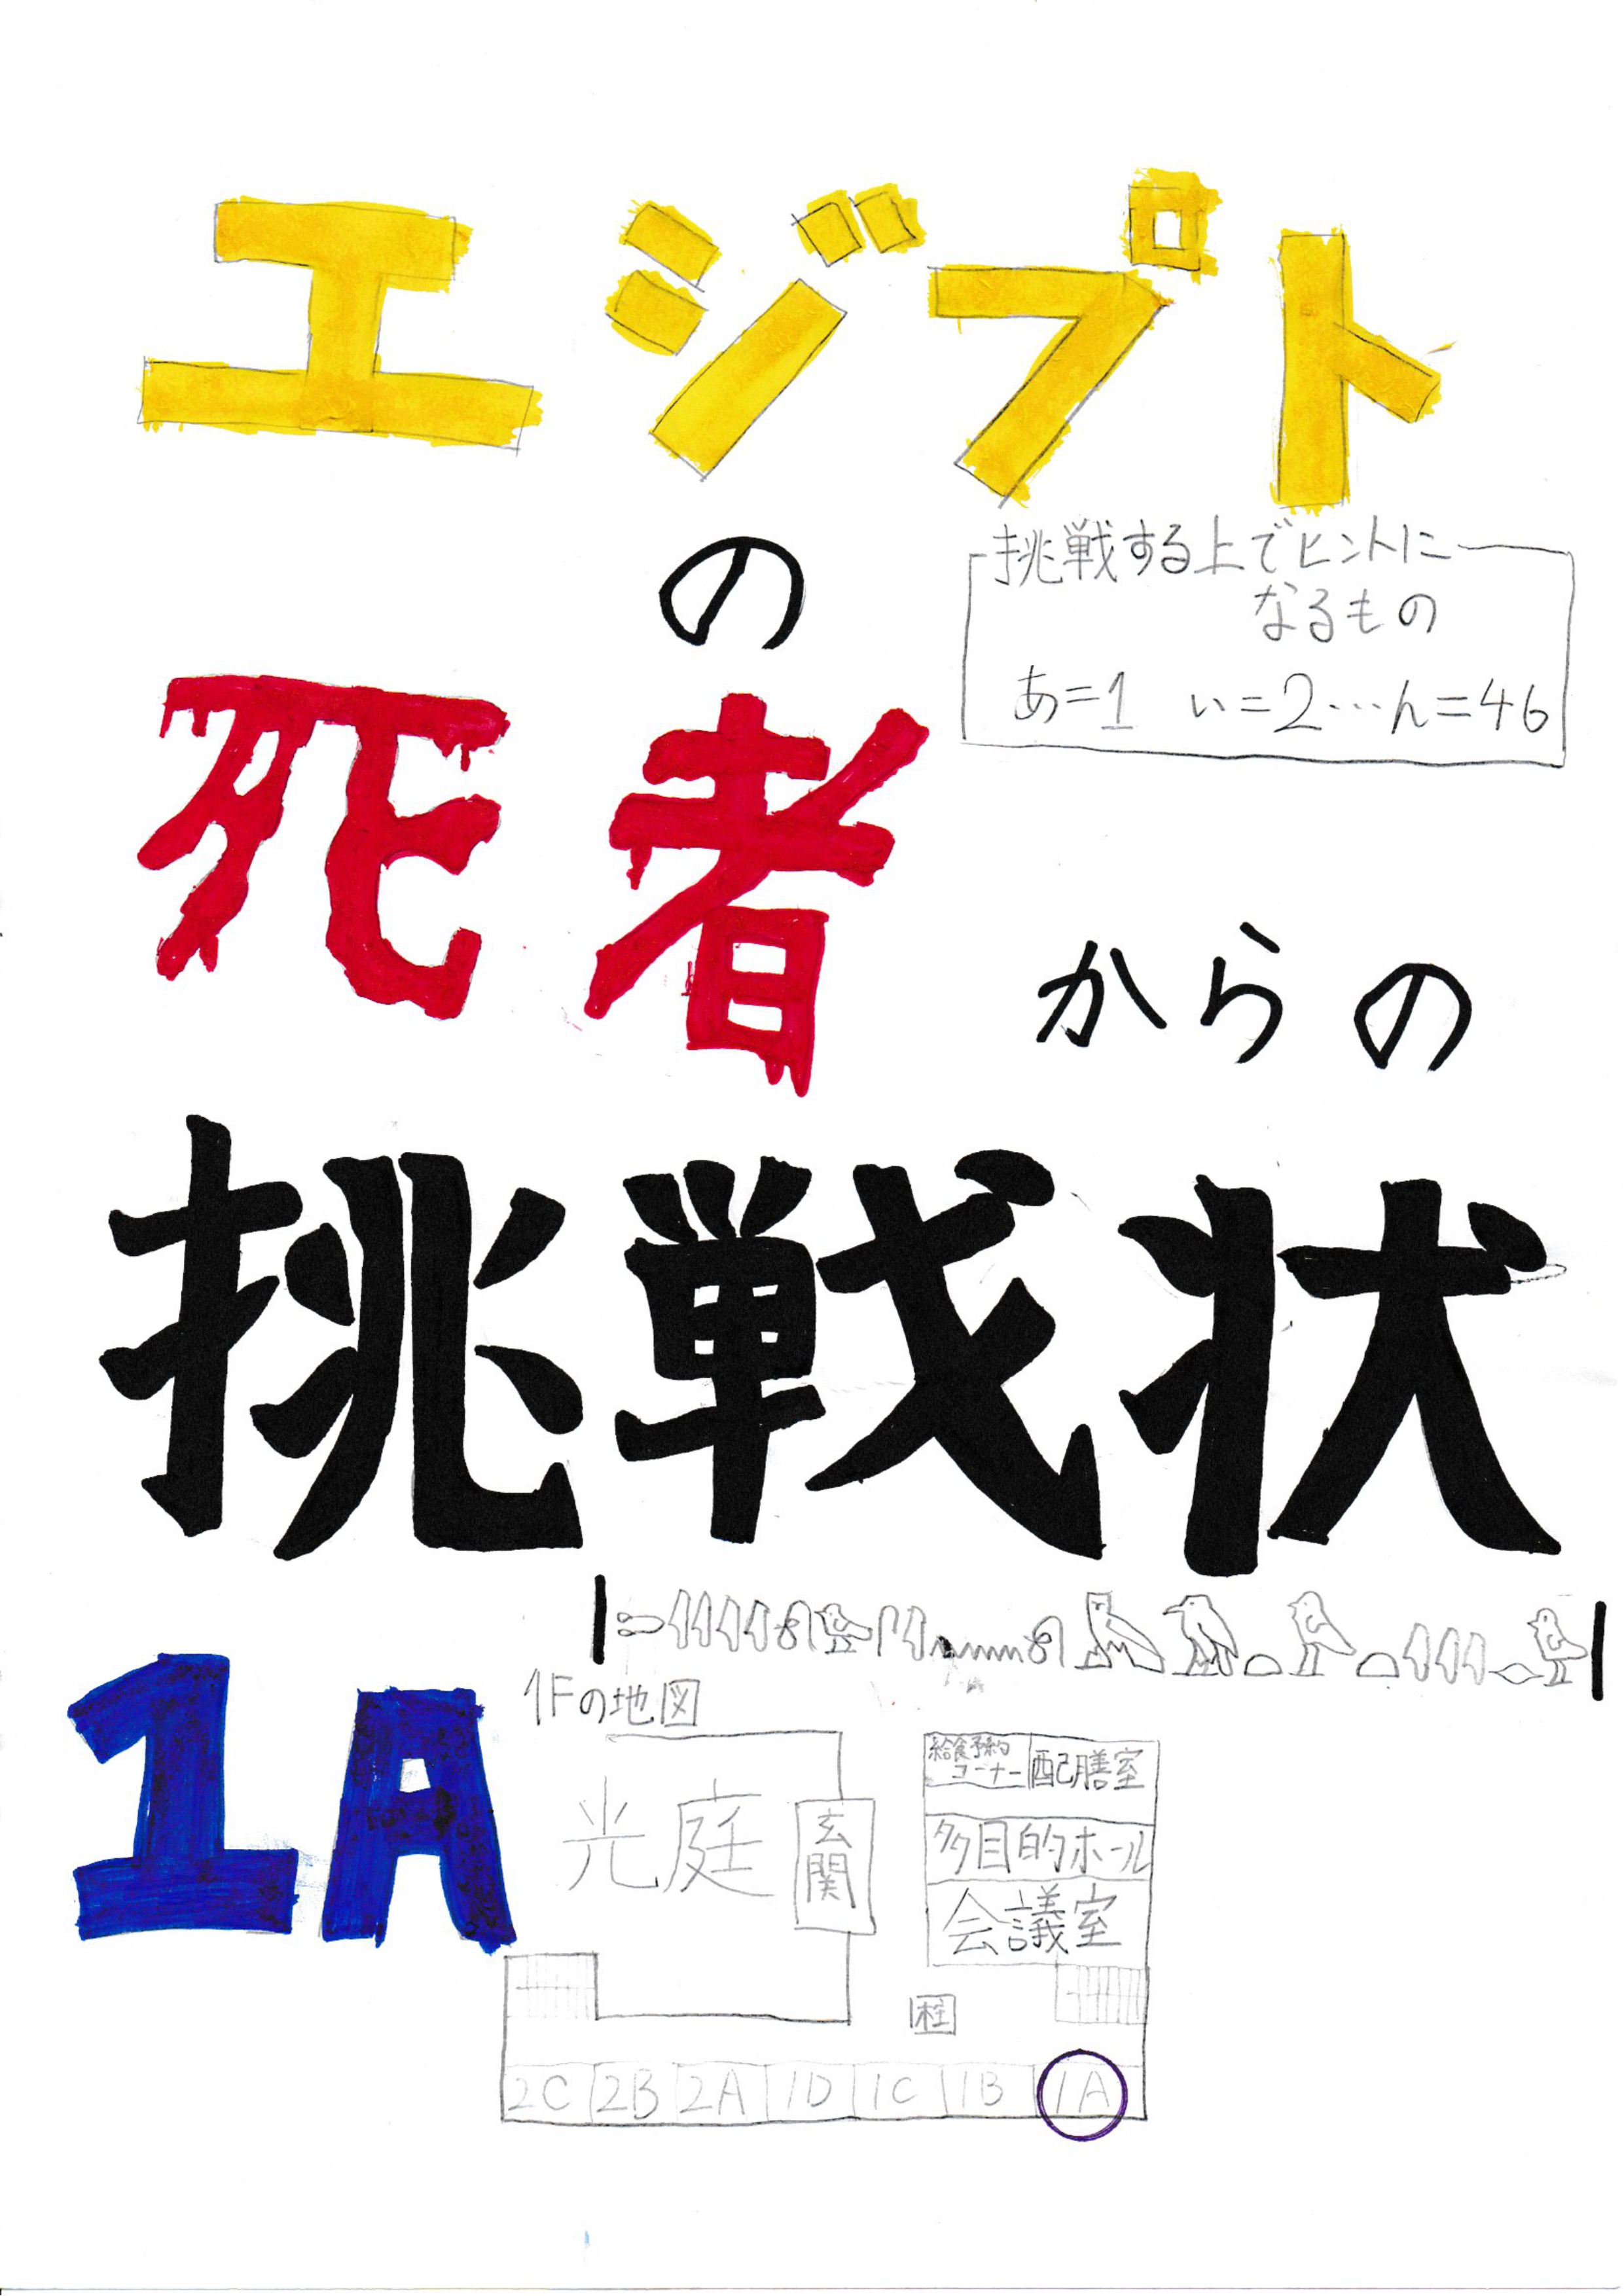 エジプト
の
挑戦する上でヒントに
なるもの
あ=1 い=2…ん=46
死者からの
挑戦状
1A
1Fの地図
光庭
玄関
給食予約
コーナー
配膳室
多目的ホール
会議室
柱
2C 2B 2A 1D 1C 1B 1A